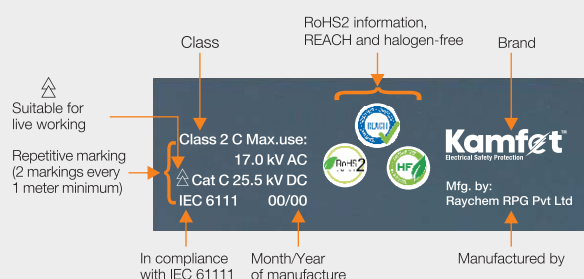 RoHS2 information,
REACH and halogen-free
Class
Brand
Suitable for
live working
Repetitive marking
(2 markings every
1 meter minimum)
Class 2 C Max.use:
17.0 kV AC
Cat C 25.5 kV DC
IEC 6111 00/00
REACH
RoHS2
HF
Kamfet™
Electrical Safety Protection
Mfg. by:
Raychem RPG Pvt Ltd
In compliance
with IEC 61111
Month/Year
of manufacture
Manufactured by